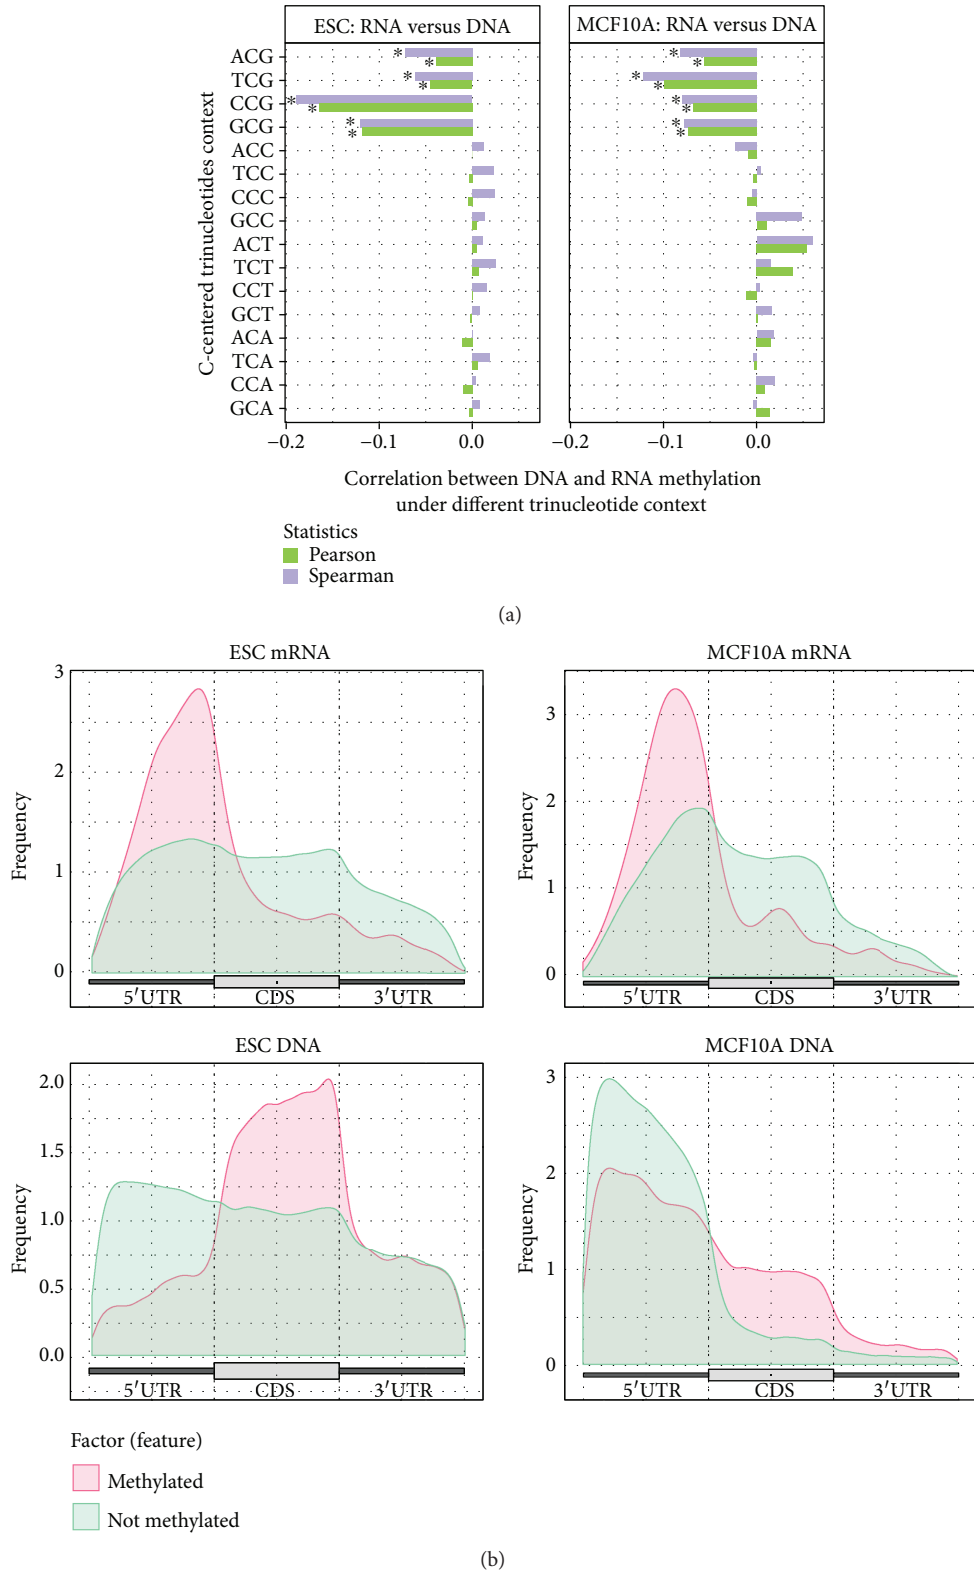 ESC: RNA versus DNA
MCF10A: RNA versus DNA
C-centered trinucleotides context
ACG
TCG
CCG
GCG
ACC
TCC
CCC
GCC
ACT
TCT
CCT
GCT
ACA
TCA
CCA
GCA
* * * * * * * *
* * * * * * * *
−0.2 −0.1 0.0
−0.2 −0.1 0.0
Correlation between DNA and RNA methylation
under different trinucleotide context
Statistics
Pearson
Spearman
(a)
ESC mRNA
Frequency
3
2
1
0
5′UTR CDS 3′UTR
MCF10A mRNA
Frequency
3
2
1
0
5′UTR CDS 3′UTR
ESC DNA
Frequency
2.0
1.5
1.0
0.5
0.0
5′UTR CDS 3′UTR
MCF10A DNA
Frequency
3
2
1
0
5′UTR CDS 3′UTR
Factor (feature)
Methylated
Not methylated
(b)